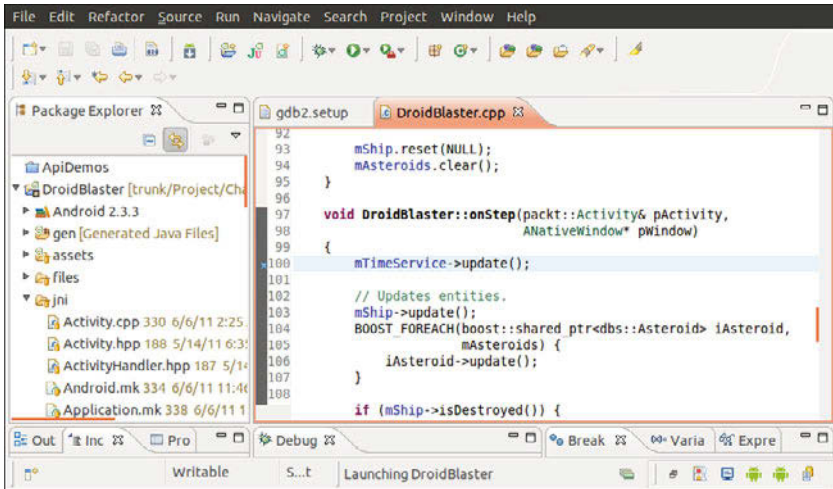 File Edit Refactor Source Run Navigate Search Project Window Help
Package Explorer
gdb2.setup
DroidBlaster.cpp
ApiDemos
DroidBlaster [trunk/Project/Cha
Android 2.3.3
gen [Generated Java Files]
assets
files
jni
Activity.cpp 330 6/6/11 2:25
Activity.hpp 188 5/14/11 6:35
ActivityHandler.hpp 187 5/14
Android.mk 334 6/6/11 11:46
Application.mk 338 6/6/11 1
92
93 mShip.reset(NULL);
94 mAsteroids.clear();
95 }
96
97 void DroidBlaster::onStep(packt::Activity& pActivity,
98 ANativeWindow* pWindow)
99 {
100 mTimeService->update();
101
102 // Updates entities.
103 mShip->update();
104 BOOST_FOREACH(boost::shared_ptr<dbs::Asteroid> iAsteroid,
105 mAsteroids) {
106 iAsteroid->update();
107 }
108
if (mShip->isDestroyed()) {
Out Inc Pro
Debug
Break Varia Expre
Writable S...t Launching DroidBlaster